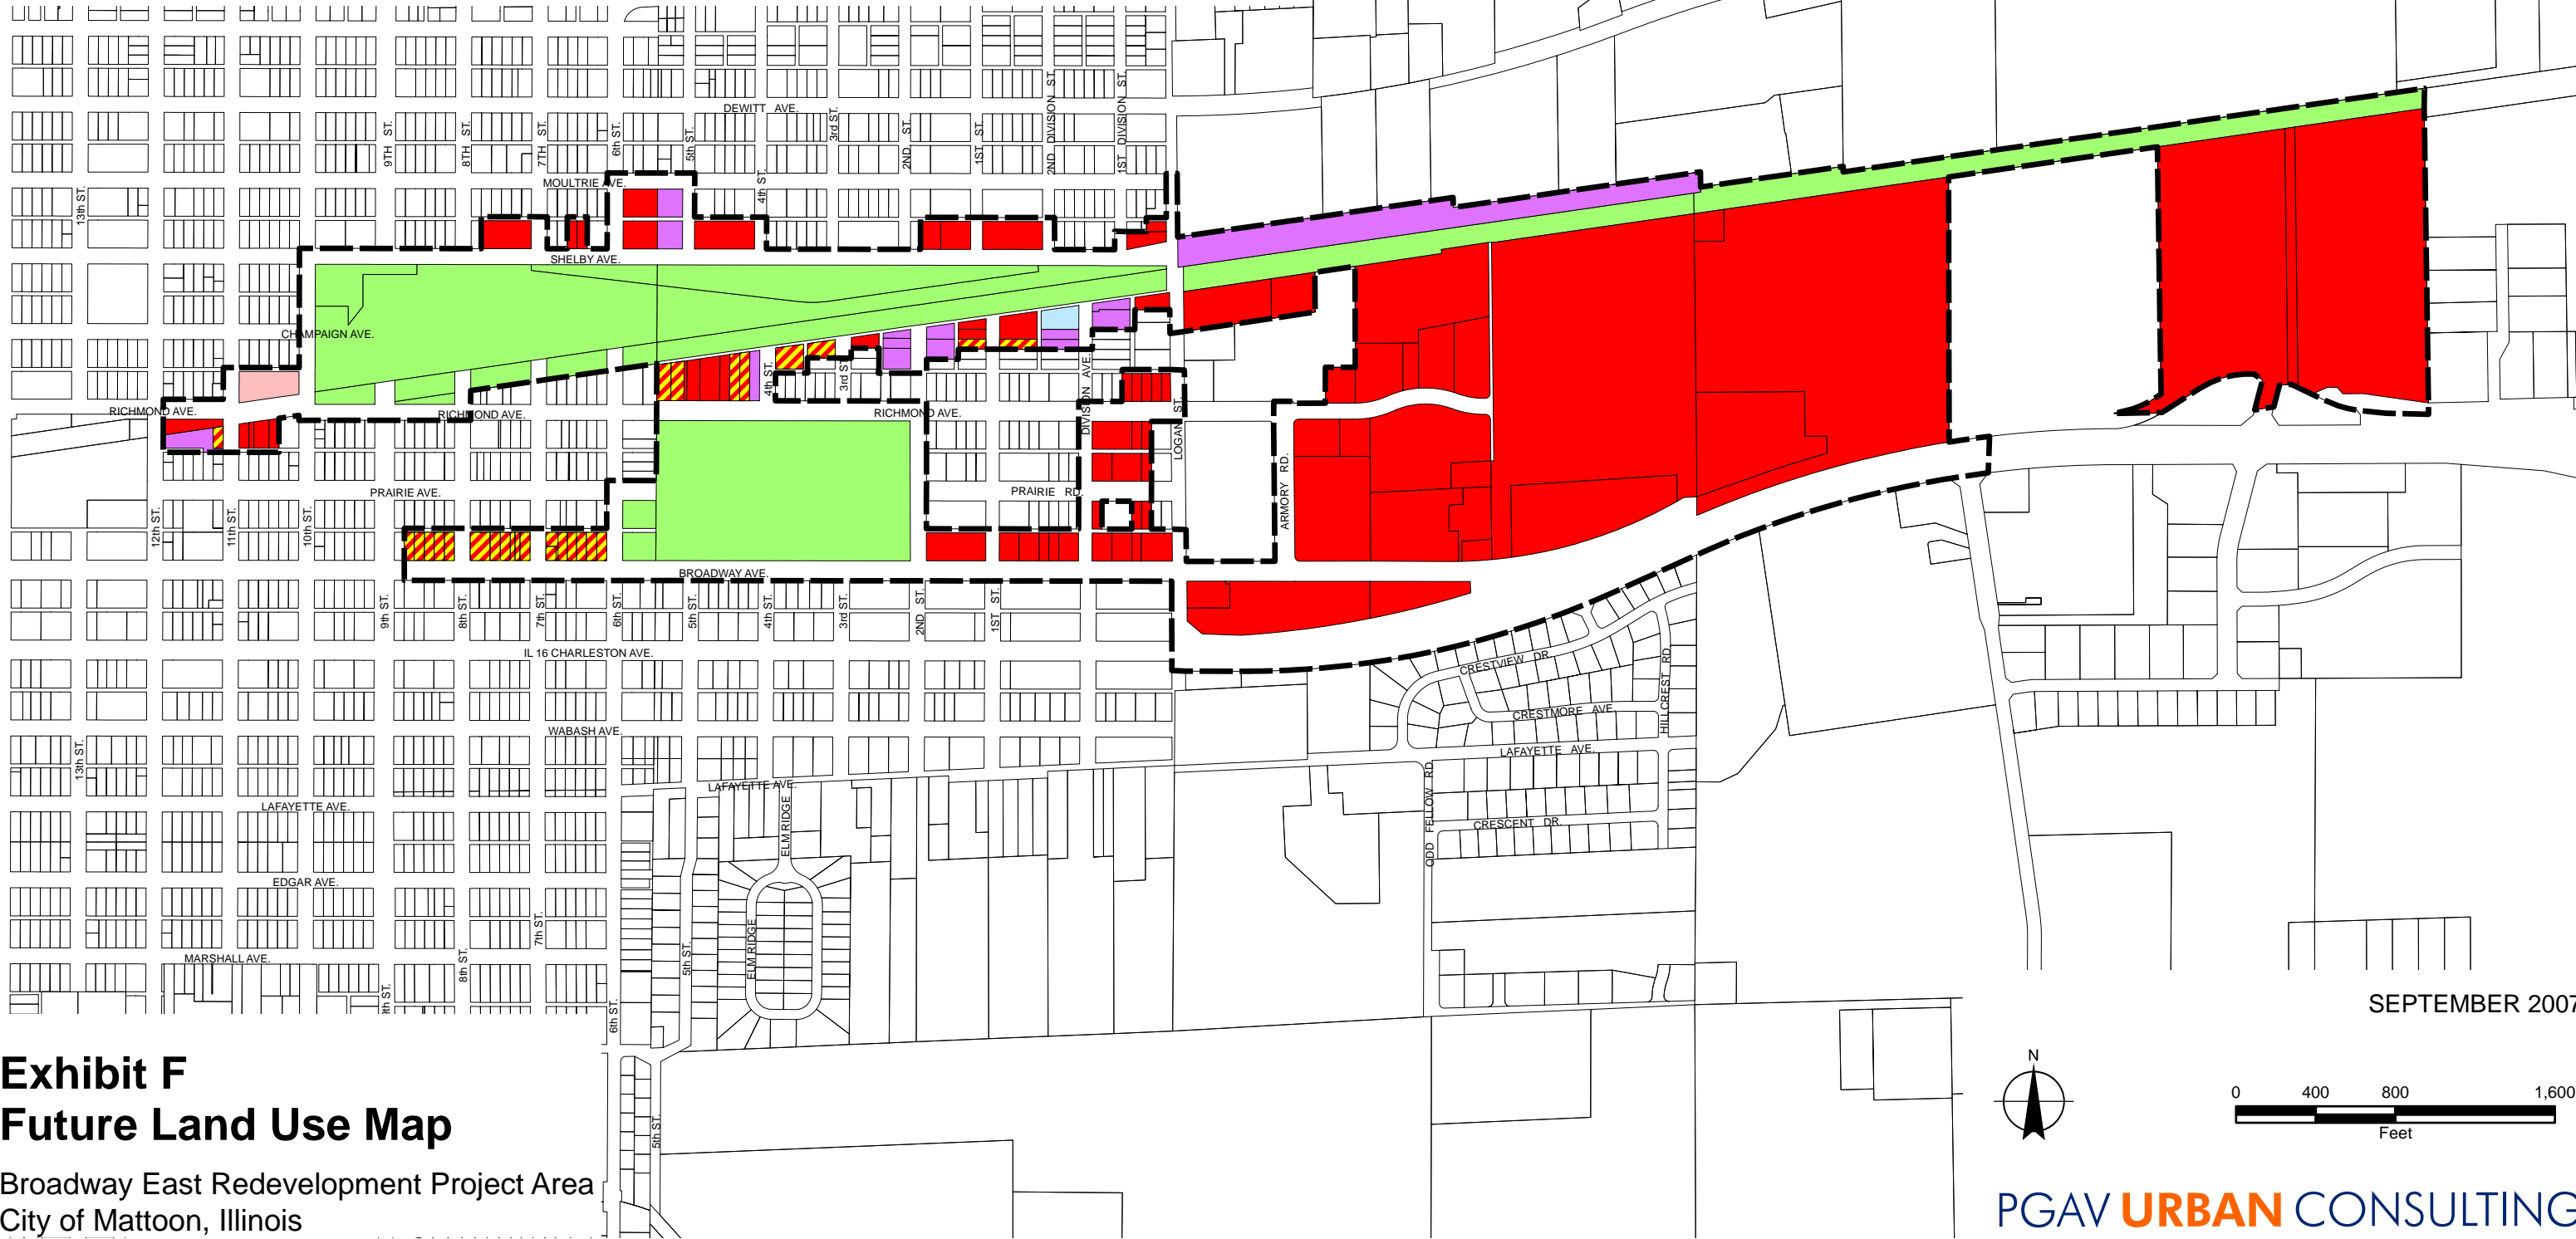 DEWITT AVE.
9TH ST.
8TH ST.
7TH ST.
6th ST.
5th ST.
3rd ST.
2ND. ST.
1ST. ST.
2ND DIVISION ST.
1ST DIVISION ST.
13th ST.
MOULTRIE AVE.
4th ST.
SHELBY AVE.
CHAMPAIGN AVE.
RICHMOND AVE.
RICHMOND AVE.
RICHMOND AVE.
4th ST.
3rd ST.
DIVISION AVE.
LOGAN ST.
ARMORY RD.
PRAIRIE AVE.
PRAIRIE RD.
12th ST.
11th ST.
10th ST.
BROADWAY AVE.
9th ST.
8th ST.
7th ST.
6th ST.
5th ST.
4th ST.
3rd ST.
2ND ST.
1ST ST.
IL 16 CHARLESTON AVE.
CRESTVIEW DR.
HILLCREST RD.
CRESTMORE AVE.
WABASH AVE.
13th ST.
LAFAYETTE AVE.
LAFAYETTE AVE.
LAFAYETTE AVE.
ELM RIDGE
ODD FELLOW RD.
CRESCENT DR.
EDGAR AVE.
7th ST.
8th ST.
5th ST.
ELM RIDGE
MARSHALL AVE.
6th ST.
5th ST.
SEPTEMBER 2007
N
0 400 800 1,600
Feet
Exhibit F
Future Land Use Map
Broadway East Redevelopment Project Area
City of Mattoon, Illinois
PGAV URBAN CONSULTING